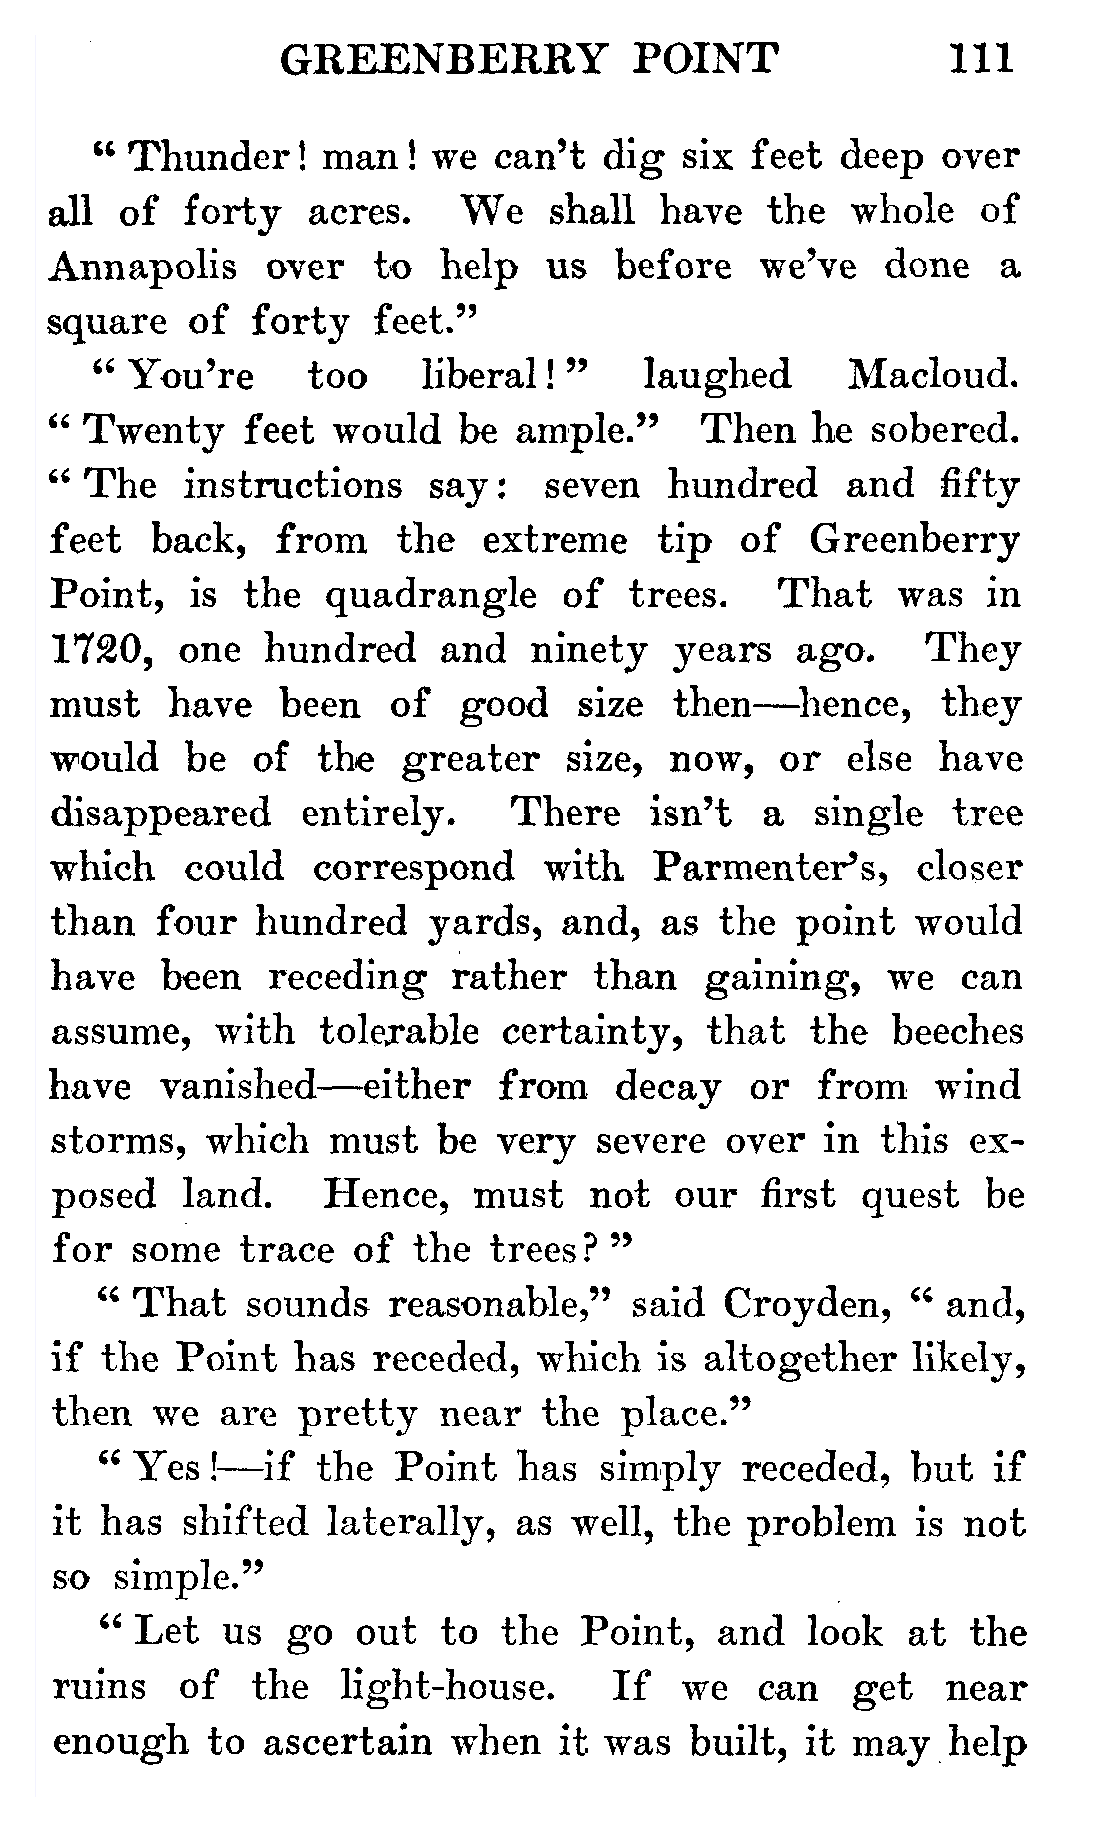 GREENBERRY POINT 111
“Thunder! man! we can’t dig six feet deep over
all of forty acres. We shall have the whole of
Annapolis over to help us before we’ve done a
square of forty feet.”
“You’re too liberal!” laughed Macloud.
“Twenty feet would be ample.” Then he sobered.
“The instructions say: seven hundred and fifty
feet back, from the extreme tip of Greenberry
Point, is the quadrangle of trees. That was in
1720, one hundred and ninety years ago. They
must have been of good size then—hence, they
would be of the greater size, now, or else have
disappeared entirely. There isn’t a single tree
which could correspond with Parmenter’s, closer
than four hundred yards, and, as the point would
have been receding rather than gaining, we can
assume, with tolerable certainty, that the beeches
have vanished—either from decay or from wind
storms, which must be very severe over in this ex-
posed land. Hence, must not our first quest be
for some trace of the trees?”
“That sounds reasonable,” said Croyden, “and,
if the Point has receded, which is altogether likely,
then we are pretty near the place.”
“Yes!—if the Point has simply receded, but if
it has shifted laterally, as well, the problem is not
so simple.”
“Let us go out to the Point, and look at the
ruins of the light-house. If we can get near
enough to ascertain when it was built, it may help